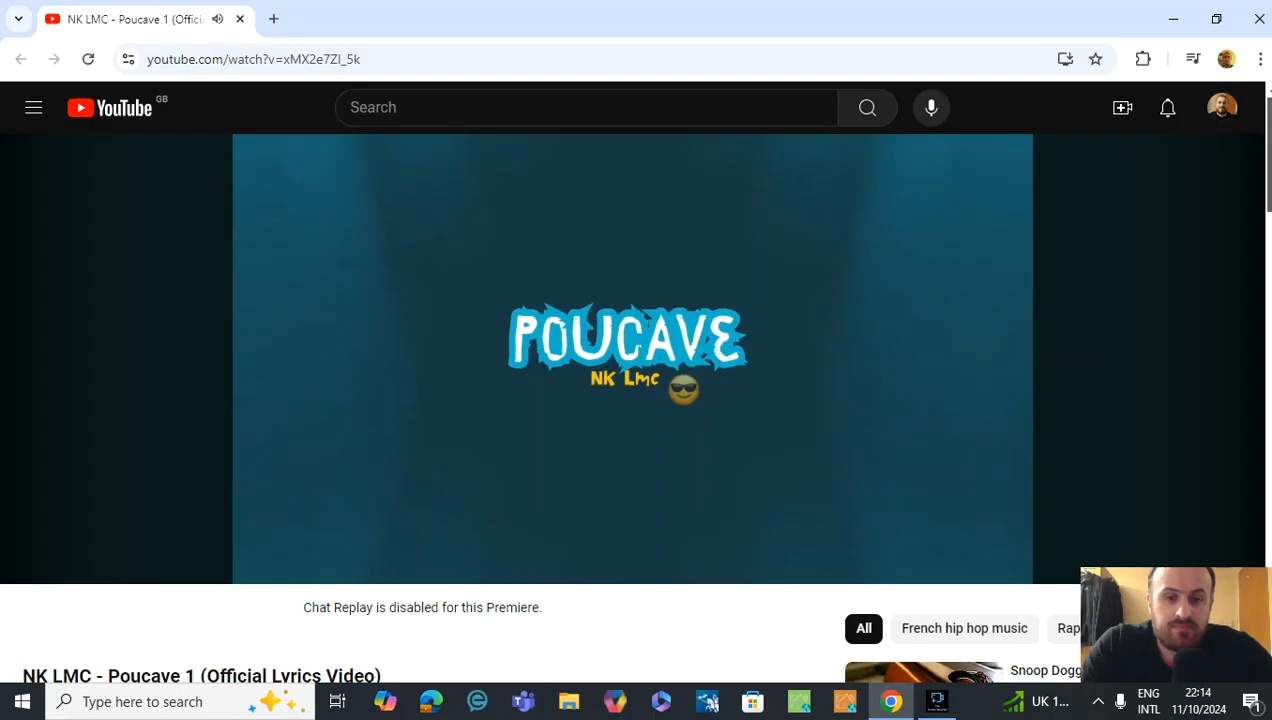 NK LMC - Poucave 1 (Offici
youtube.com/watch?v=xMX2e7Zl_5k
YouTube GB
Search
POUCAVE
NK Lmc
Chat Replay is disabled for this Premiere.
All
French hip hop music
Rap
NK LMC - Poucave 1 (Official Lyrics Video)
Snoop Dogg
Type here to search
UK 1...
ENG
INTL
22:14
11/10/2024
1